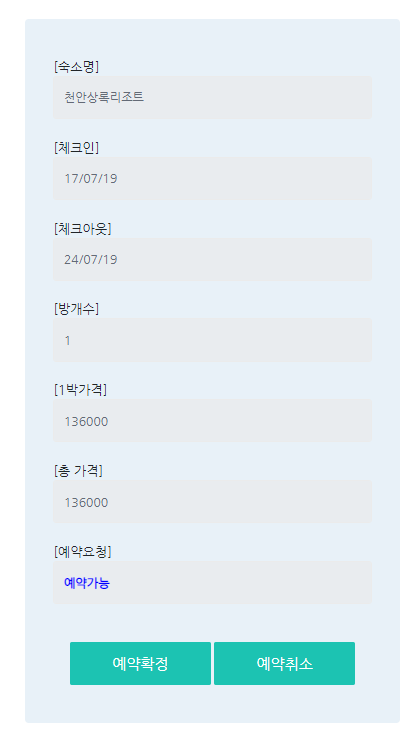 [숙소명]
천안상록리조트
[체크인]
17/07/19
[체크아웃]
24/07/19
[방개수]
1
[1박가격]
136000
[총 가격]
136000
[예약요청]
예약가능
예약확정 예약취소